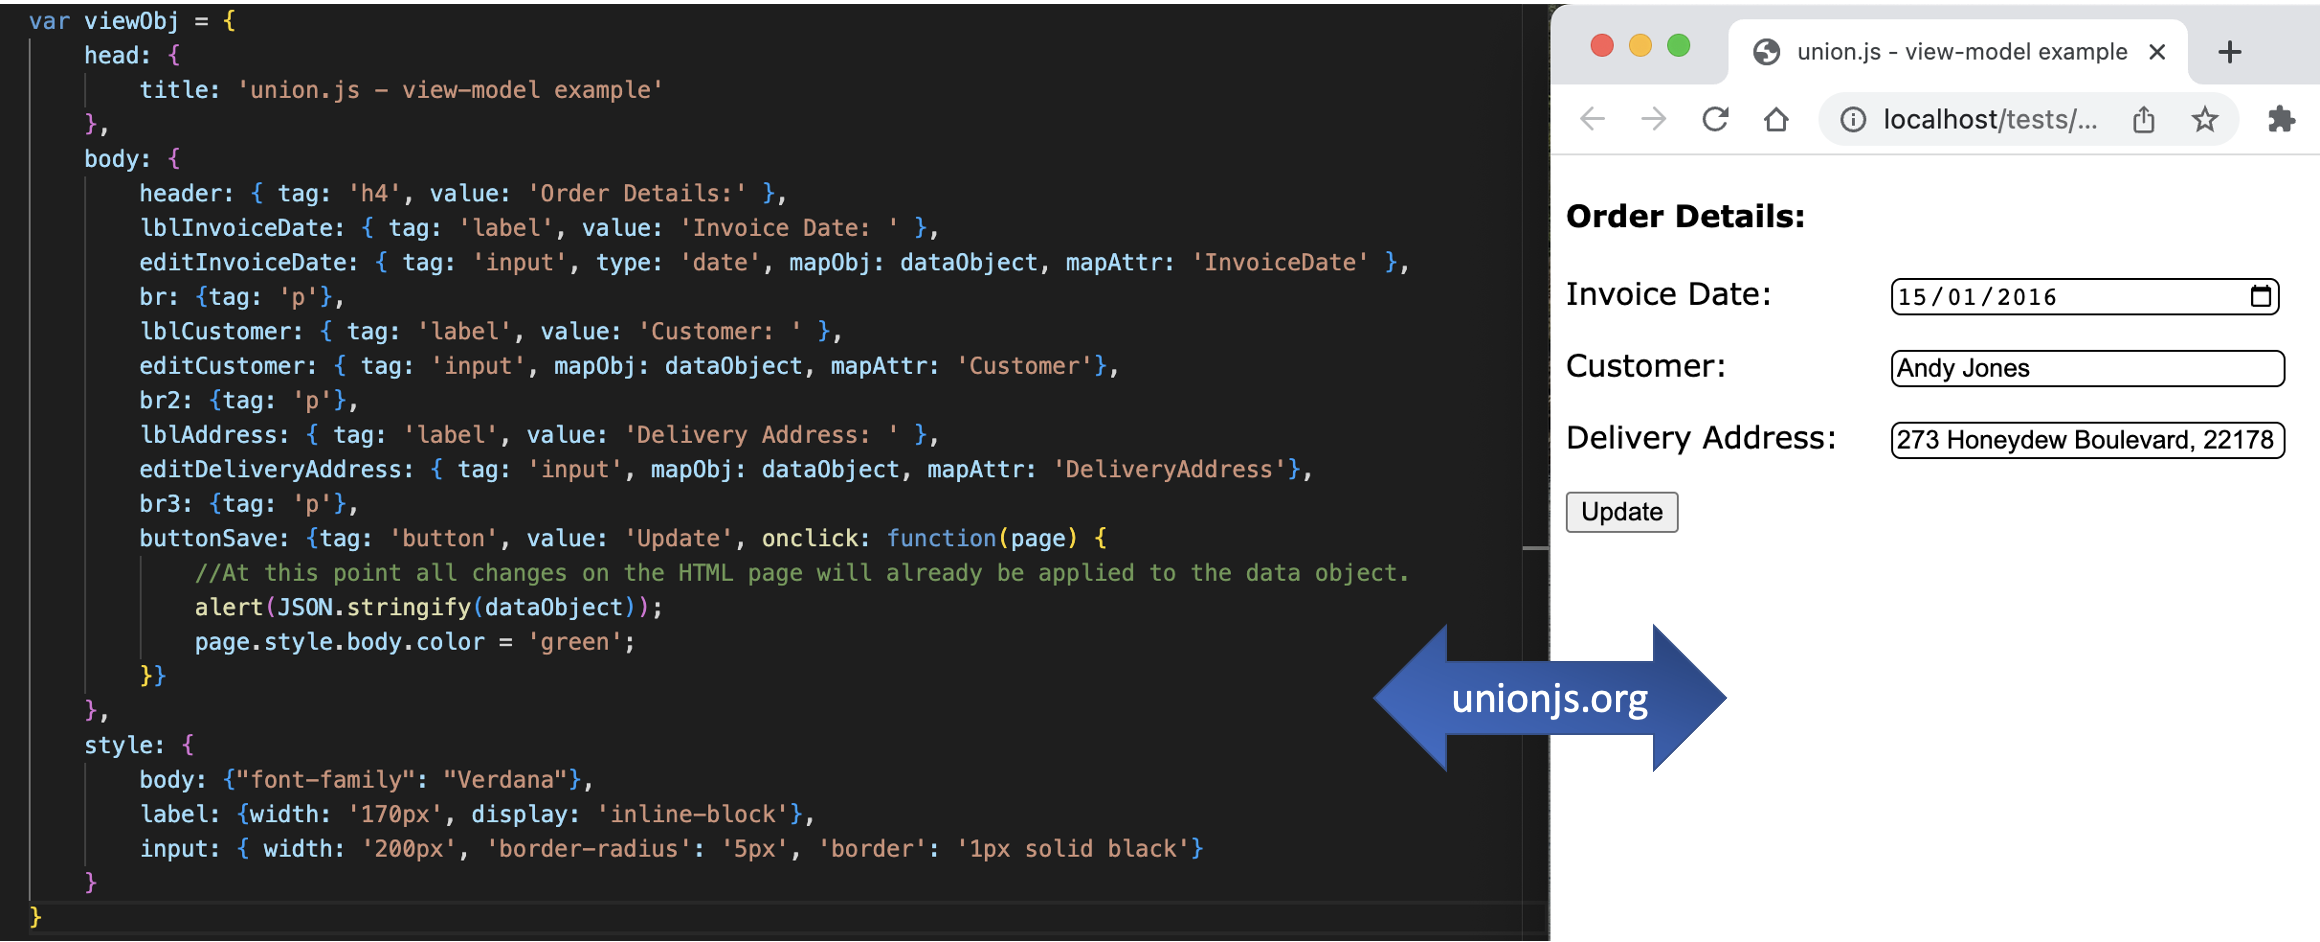 var viewObj = {
head: {
title: 'union.js - view-model example'
},
body: {
header: { tag: 'h4', value: 'Order Details:' },
lblInvoiceDate: { tag: 'label', value: 'Invoice Date: ' },
editInvoiceDate: { tag: 'input', type: 'date', mapObj: dataObject, mapAttr: 'InvoiceDate' },
br: {tag: 'p'},
lblCustomer: { tag: 'label', value: 'Customer: ' },
editCustomer: { tag: 'input', mapObj: dataObject, mapAttr: 'Customer'},
br2: {tag: 'p'},
lblAddress: { tag: 'label', value: 'Delivery Address: ' },
editDeliveryAddress: { tag: 'input', mapObj: dataObject, mapAttr: 'DeliveryAddress'},
br3: {tag: 'p'},
buttonSave: {tag: 'button', value: 'Update', onclick: function(page) {
//At this point all changes on the HTML page will already be applied to the data object.
alert(JSON.stringify(dataObject));
page.style.body.color = 'green';
}}
},
style: {
body: {"font-family": "Verdana"},
label: {width: '170px', display: 'inline-block'},
input: { width: '200px', 'border-radius': '5px', 'border': '1px solid black'}
}
}
union.js - view-model example
localhost/tests/...
Order Details:
Invoice Date: 15/01/2016
Customer: Andy Jones
Delivery Address: 273 Honeydew Boulevard, 22178
Update
unionjs.org